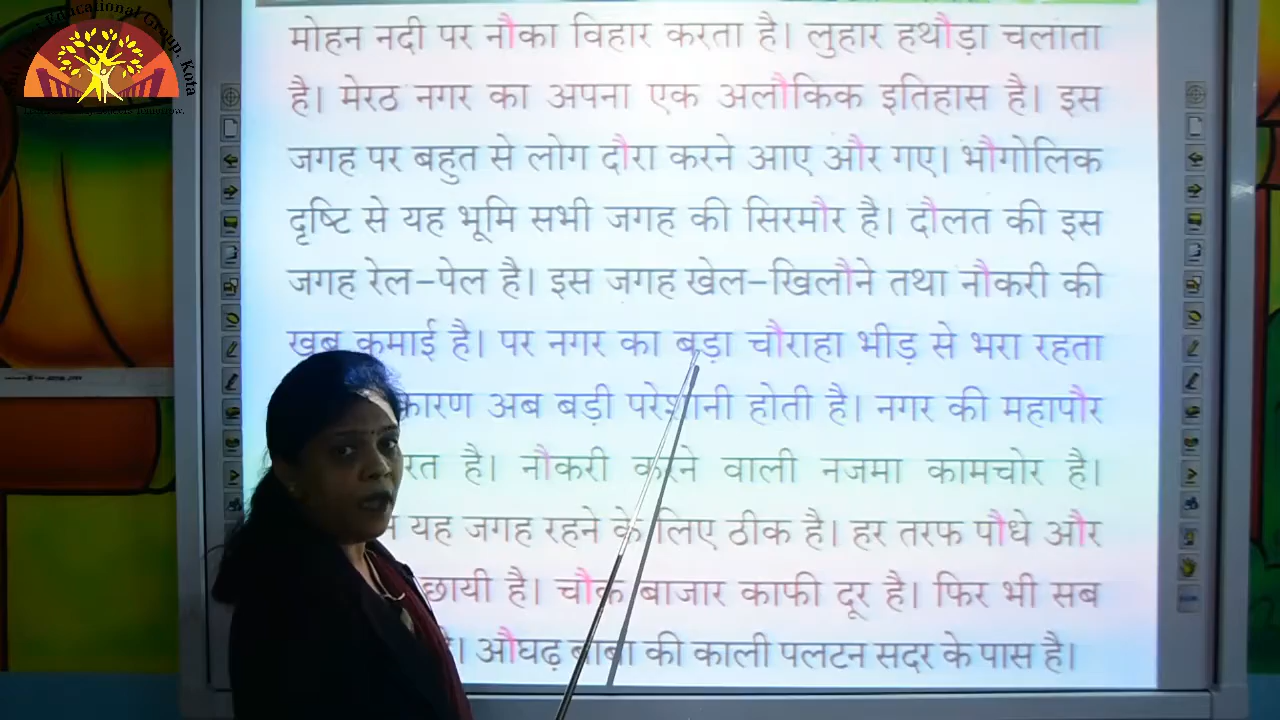 Educational Group, Kota
मोहन नदी पर नौका विहार करता है। लुहार हथौड़ा चलाता
है। मेरठ नगर का अपना एक अलौकिक इतिहास है। इस
जगह पर बहुत से लोग दौरा करने आए और गए। भौगोलिक
दृष्टि से यह भूमि सभी जगह की सिरमौर है। दौलत की इस
जगह रेल-पेल है। इस जगह खेल-खिलौने तथा नौकरी की
खूब कमाई है। पर नगर का बड़ा चौराहा भीड़ से भरा रहता
कारण अब बड़ी परेशानी होती है। नगर की महापौर
है। नौकरी करने वाली नजमा कामचोर है।
यह जगह रहने के लिए ठीक है। हर तरफ पौधे और
छायी है। चौक बाजार काफी दूर है। फिर भी सब
औघढ़ बाबा की काली पलटन सदर के पास है।